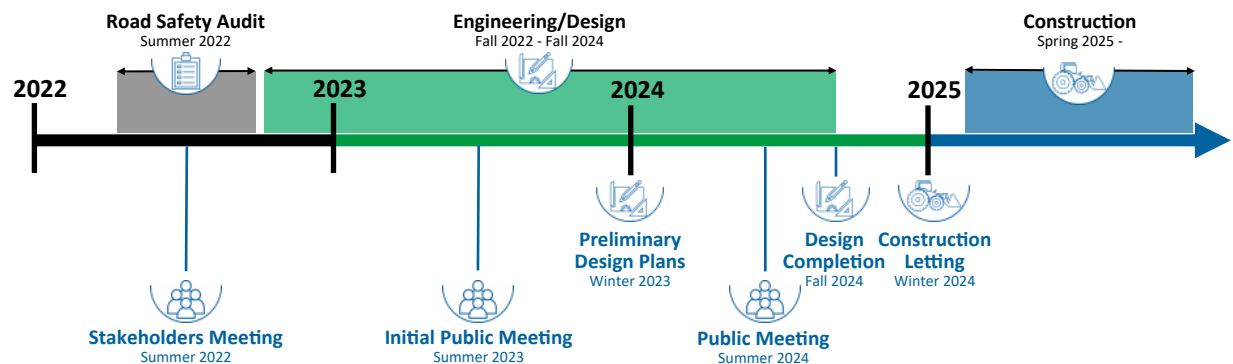 Road Safety Audit
Summer 2022
Engineering/Design
Fall 2022 - Fall 2024
Construction
Spring 2025 -
2022
2023
2024
2025
Preliminary
Design Plans
Winter 2023
Design
Completion
Fall 2024
Construction
Letting
Winter 2024
Stakeholders Meeting
Summer 2022
Initial Public Meeting
Summer 2023
Public Meeting
Summer 2024